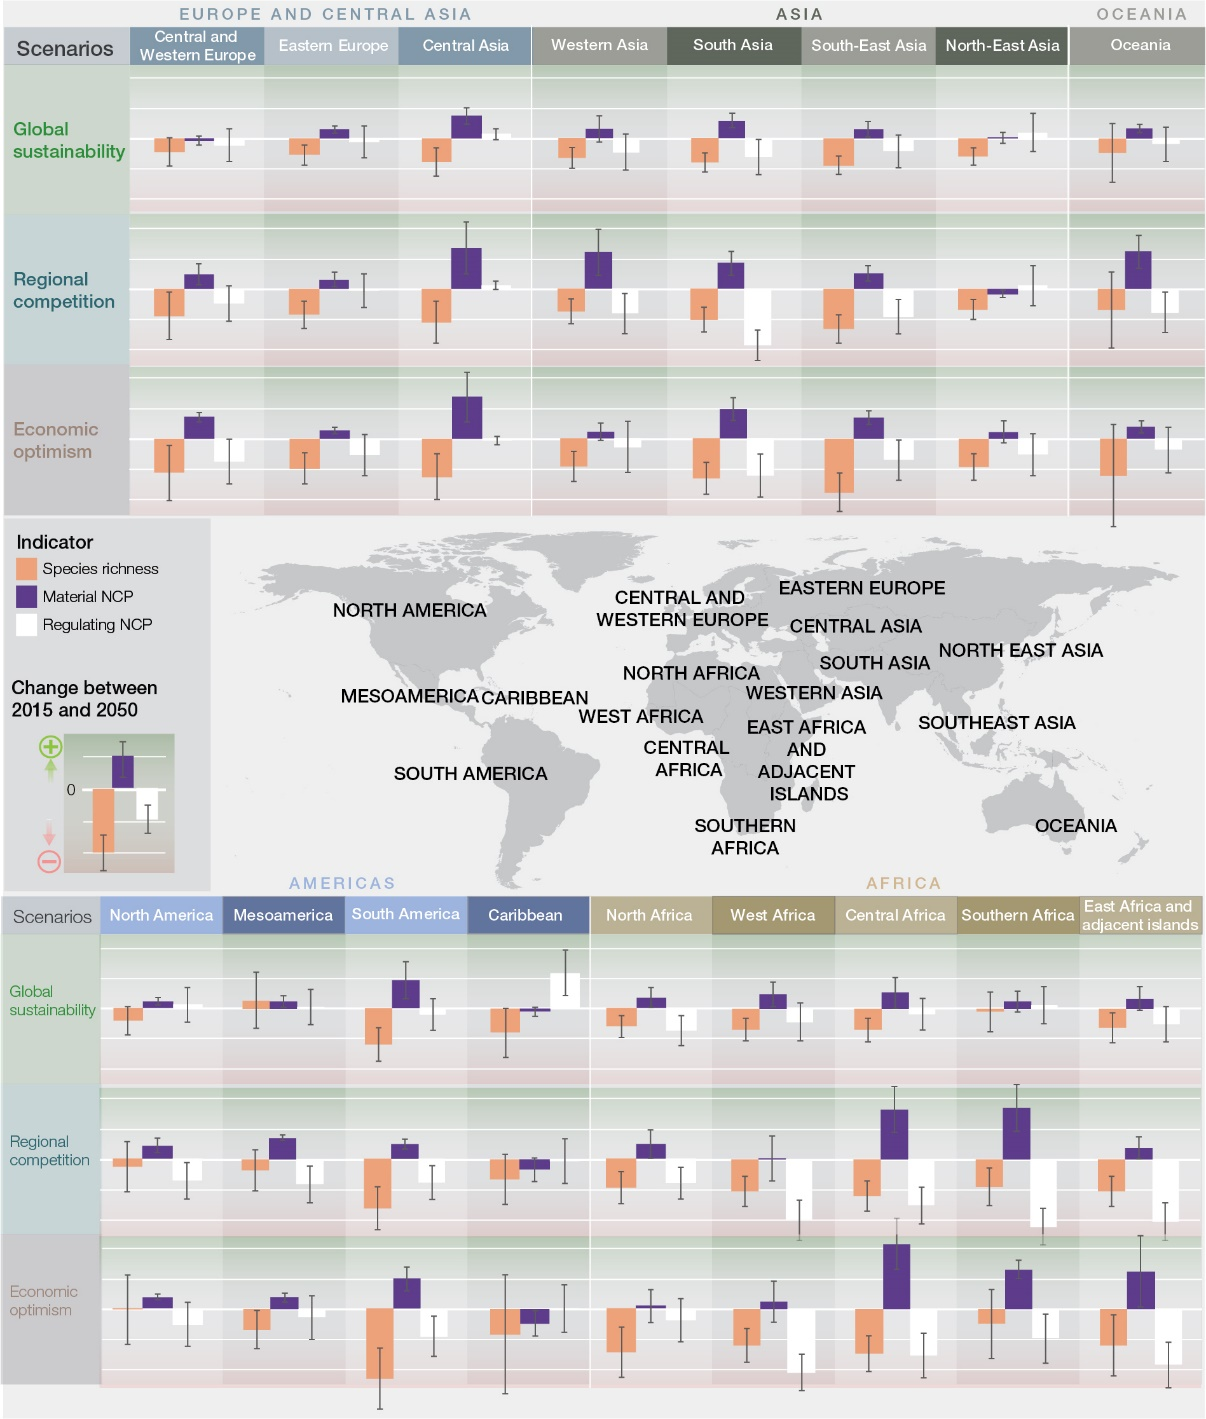 EUROPE AND CENTRAL ASIA
ASIA
OCEANIA
Scenarios
Central and
Western Europe
Eastern Europe
Central Asia
Western Asia
South Asia
South-East Asia
North-East Asia
Oceania
Global
sustainability
Regional
competition
Economic
optimism
Indicator
Species richness
Material NCP
Regulating NCP
Change between
2015 and 2050
0
NORTH AMERICA
CENTRAL AND
WESTERN EUROPE
EASTERN EUROPE
CENTRAL ASIA
NORTH EAST ASIA
SOUTH ASIA
NORTH AFRICA
WESTERN ASIA
MESOAMERICA
CARIBBEAN
WEST AFRICA
SOUTHEAST ASIA
EAST AFRICA
AND
ADJACENT
ISLANDS
CENTRAL
AFRICA
SOUTH AMERICA
SOUTHERN
AFRICA
OCEANIA
AMERICAS
AFRICA
Scenarios
North America
Mesoamerica
South America
Caribbean
North Africa
West Africa
Central Africa
Southern Africa
East Africa and
adjacent islands
Global
sustainability
Regional
competition
Economic
optimism